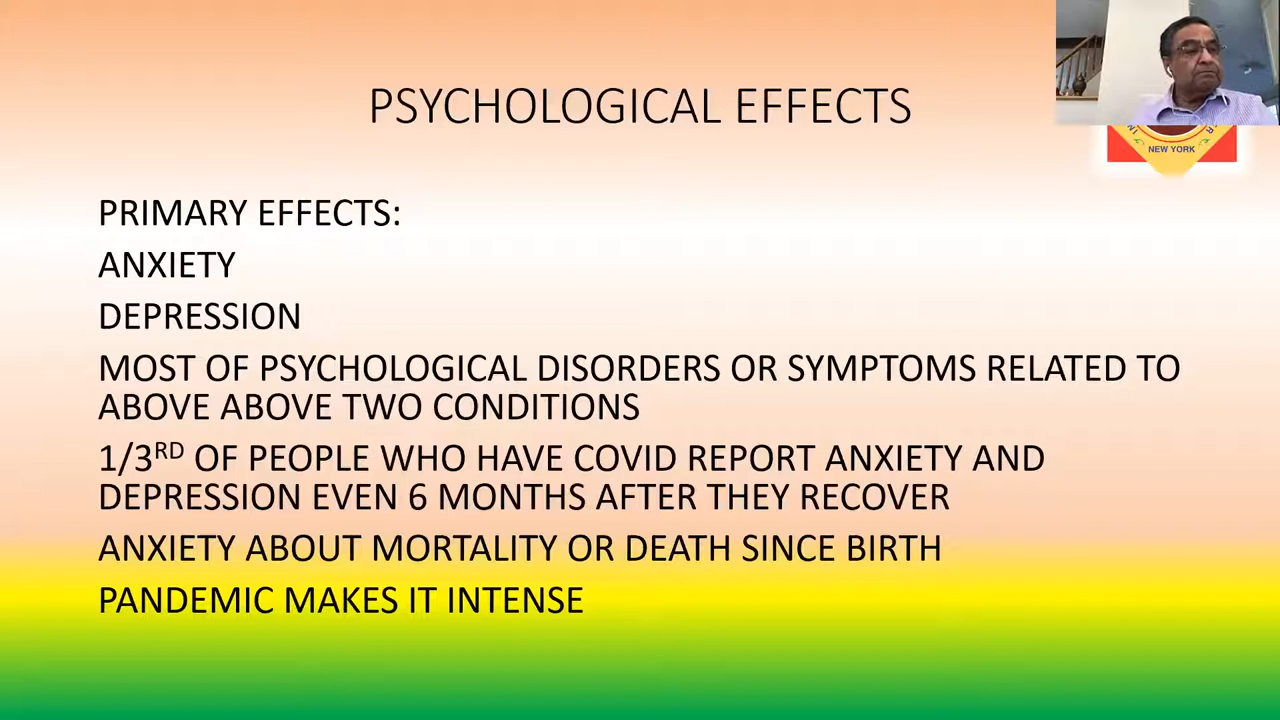 PSYCHOLOGICAL EFFECTS
NEW YORK
PRIMARY EFFECTS:
ANXIETY
DEPRESSION
MOST OF PSYCHOLOGICAL DISORDERS OR SYMPTOMS RELATED TO
ABOVE ABOVE TWO CONDITIONS
1/3RD OF PEOPLE WHO HAVE COVID REPORT ANXIETY AND
DEPRESSION EVEN 6 MONTHS AFTER THEY RECOVER
ANXIETY ABOUT MORTALITY OR DEATH SINCE BIRTH
PANDEMIC MAKES IT INTENSE